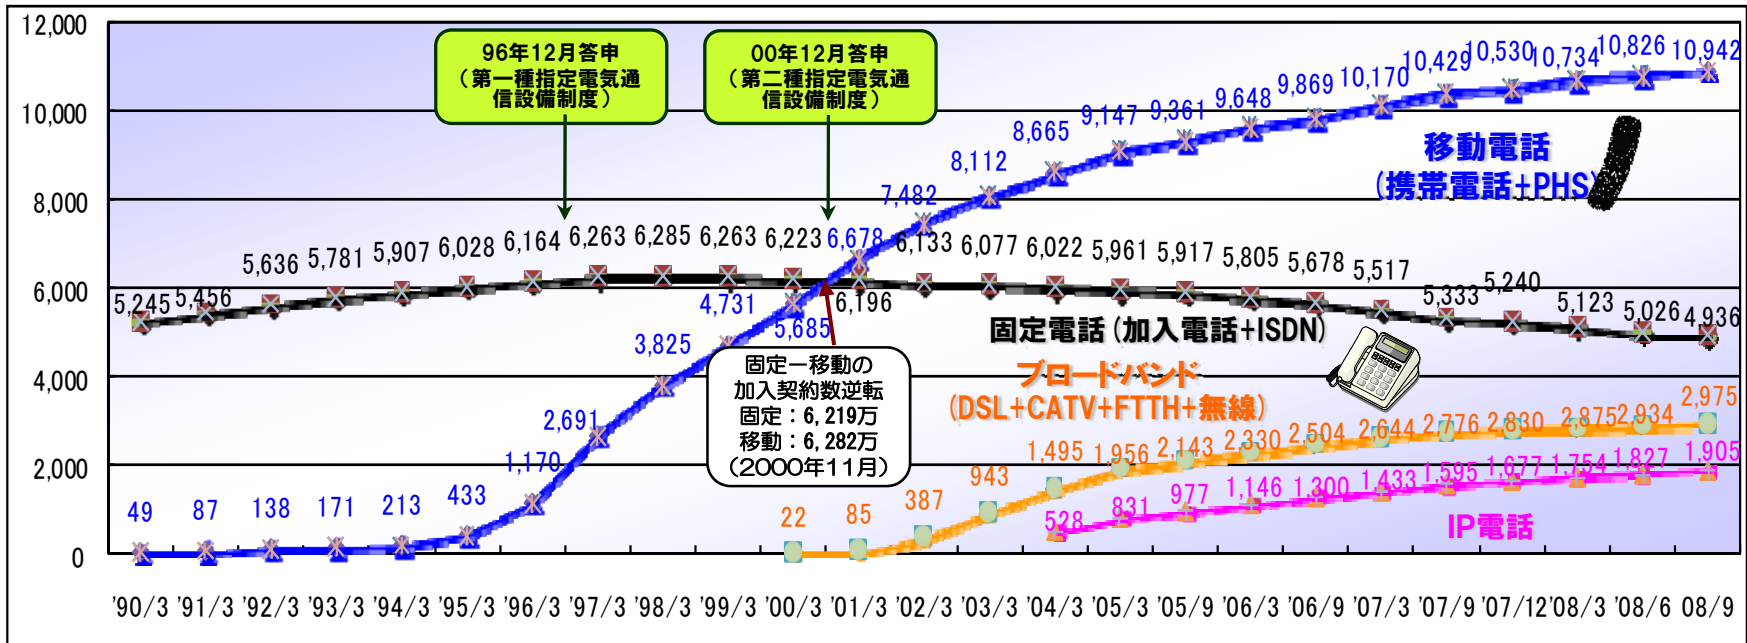 12,000
10,000
8,000
6,000
4,000
2,000
0
96年12月答申
（第一種指定電気通
信設備制度）
00年12月答申
（第二種指定電気通
信設備制度）
49 87 138 171 213 433 1,170 2,691 3,825 4,731 5,685 6,678 7,482 8,112 8,665 9,147 9,361 9,648 9,869 10,170 10,429 10,530 10,734 10,826 10,942
移動電話
(携帯電話+PHS)
5,245 5,456 5,636 5,781 5,907 6,028 6,164 6,263 6,285 6,263 6,223 6,196 6,133 6,077 6,022 5,961 5,917 5,805 5,678 5,517 5,333 5,240 5,123 5,026 4,936
固定電話(加入電話+ISDN)
固定ー移動の
加入契約数逆転
固定：6,219万
移動：6,282万
（2000年11月）
ブロードバンド
(DSL+CATV+FTTH+無線)
22 85 387 943 1,495 1,956 2,143 2,330 2,504 2,644 2,776 2,830 2,875 2,934 2,975
528 831 977 1,146 1,300 1,433 1,595 1,677 1,754 1,827 1,905
IP電話
'90/3 '91/3 '92/3 '93/3 '94/3 '95/3 '96/3 '97/3 '98/3 '99/3 '00/3 '01/3 '02/3 '03/3 '04/3 '05/3 '05/9 '06/3 '06/9 '07/3 '07/9 '07/12 '08/3 '08/6 08/9